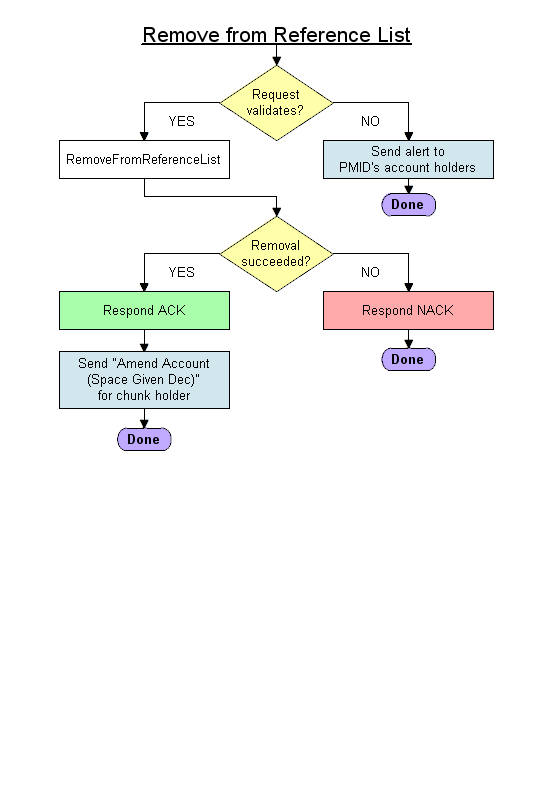 Remove from Reference List
Request
validates?
YES
NO
RemoveFromReferenceList
Send alert to
PMID's account holders
Done
Removal
succeeded?
YES
NO
Respond ACK
Respond NACK
Send "Amend Account
(Space Given Dec)"
for chunk holder
Done
Done